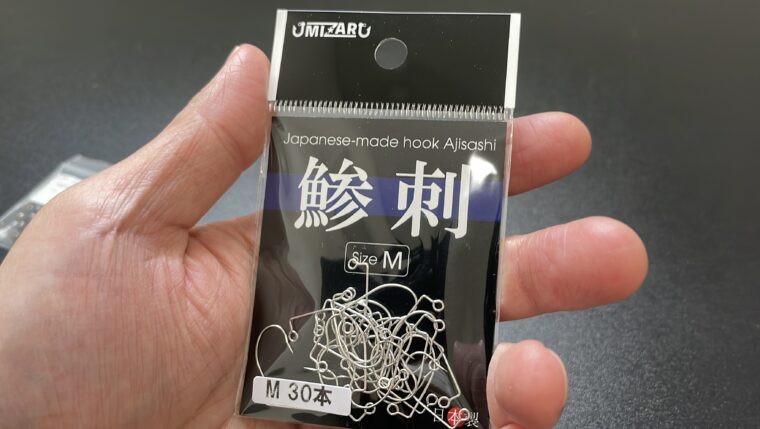 UMIZARU
Japanese-made hook Ajisashi
鯵刺
Size M
M 30本
日本製